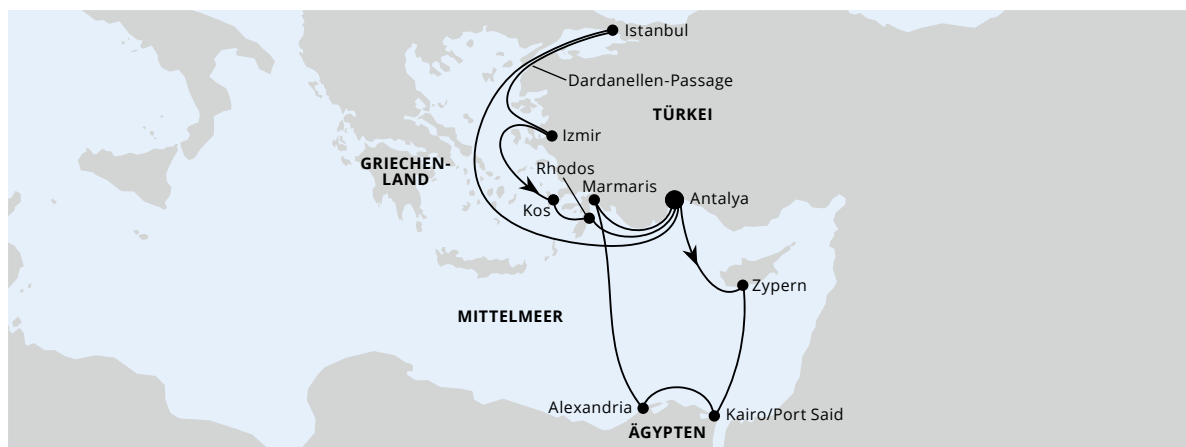 Istanbul
Dardanellen-Passage
TÜRKEI
Izmir
GRIECHEN-
LAND
Rhodos
Marmaris
Kos
Antalya
Zypern
MITTELMEER
Alexandria
Kairo/Port Said
ÄGYPTEN